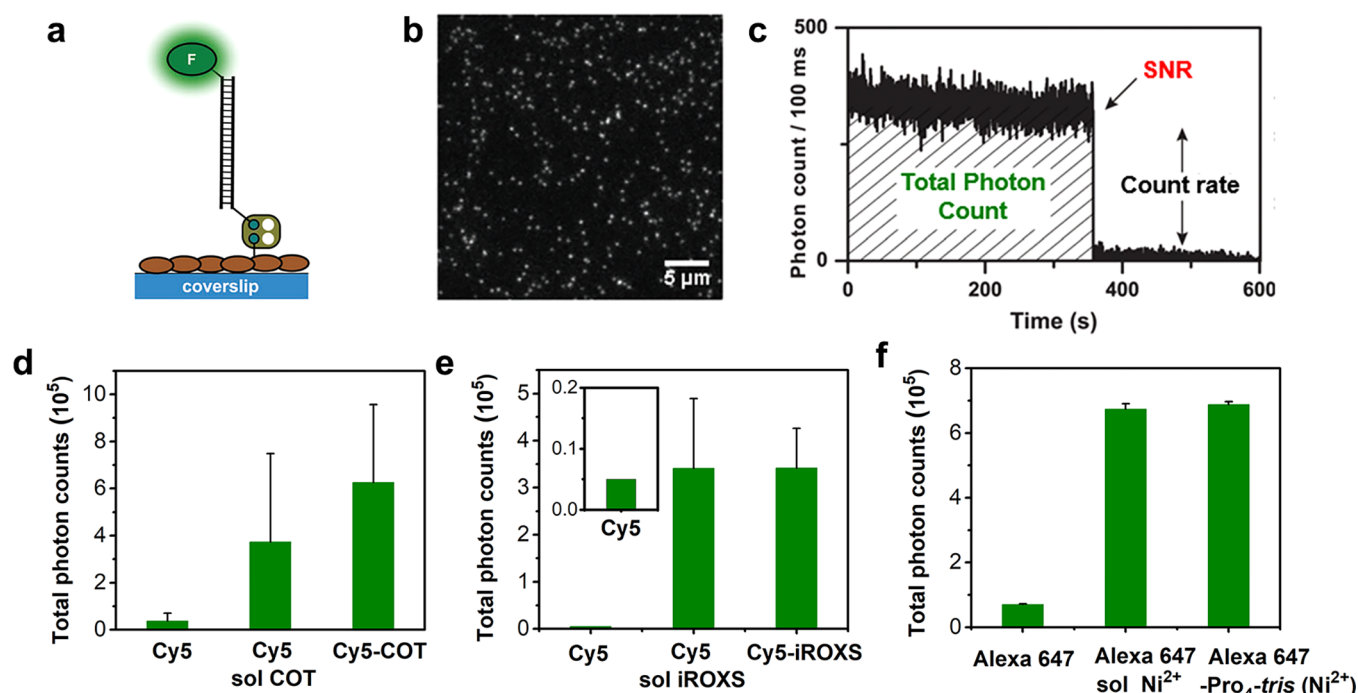 a
F
coverslip
b
5 μm
c
500
0
Photon count / 100 ms
SNR
Total Photon
Count
Count rate
0
200
400
600
Time (s)
d
Total photon counts (10⁵)
10
8
6
4
2
0
Cy5
Cy5
sol COT
Cy5-COT
e
Total photon counts (10⁵)
5
4
3
2
1
0
0.2
0.1
0.0
Cy5
Cy5
Cy5
sol iROXS
Cy5-iROXS
f
Total photon counts (10⁵)
8
6
4
2
0
Alexa 647
Alexa 647
sol Ni²⁺
Alexa 647
-Pro₄-tris (Ni²⁺)